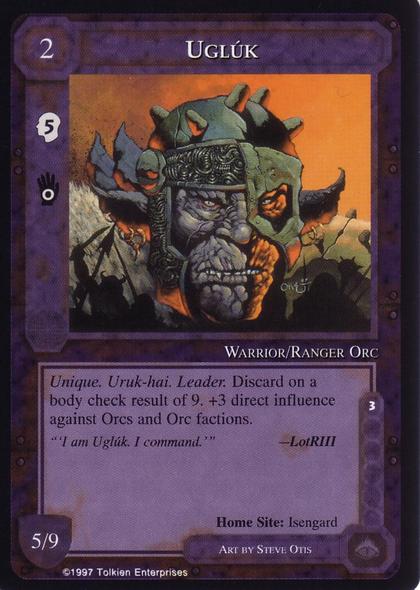 2
UGLÚK
5
O
WARRIOR/RANGER ORC
Unique. Uruk-hai. Leader. Discard on a
body check result of 9. +3 direct influence
against Orcs and Orc factions.
3
“‘I am Uglúk. I command.’” —LotRIII
Home Site: Isengard
5/9
ART BY STEVE OTIS
©1997 Tolkien Enterprises